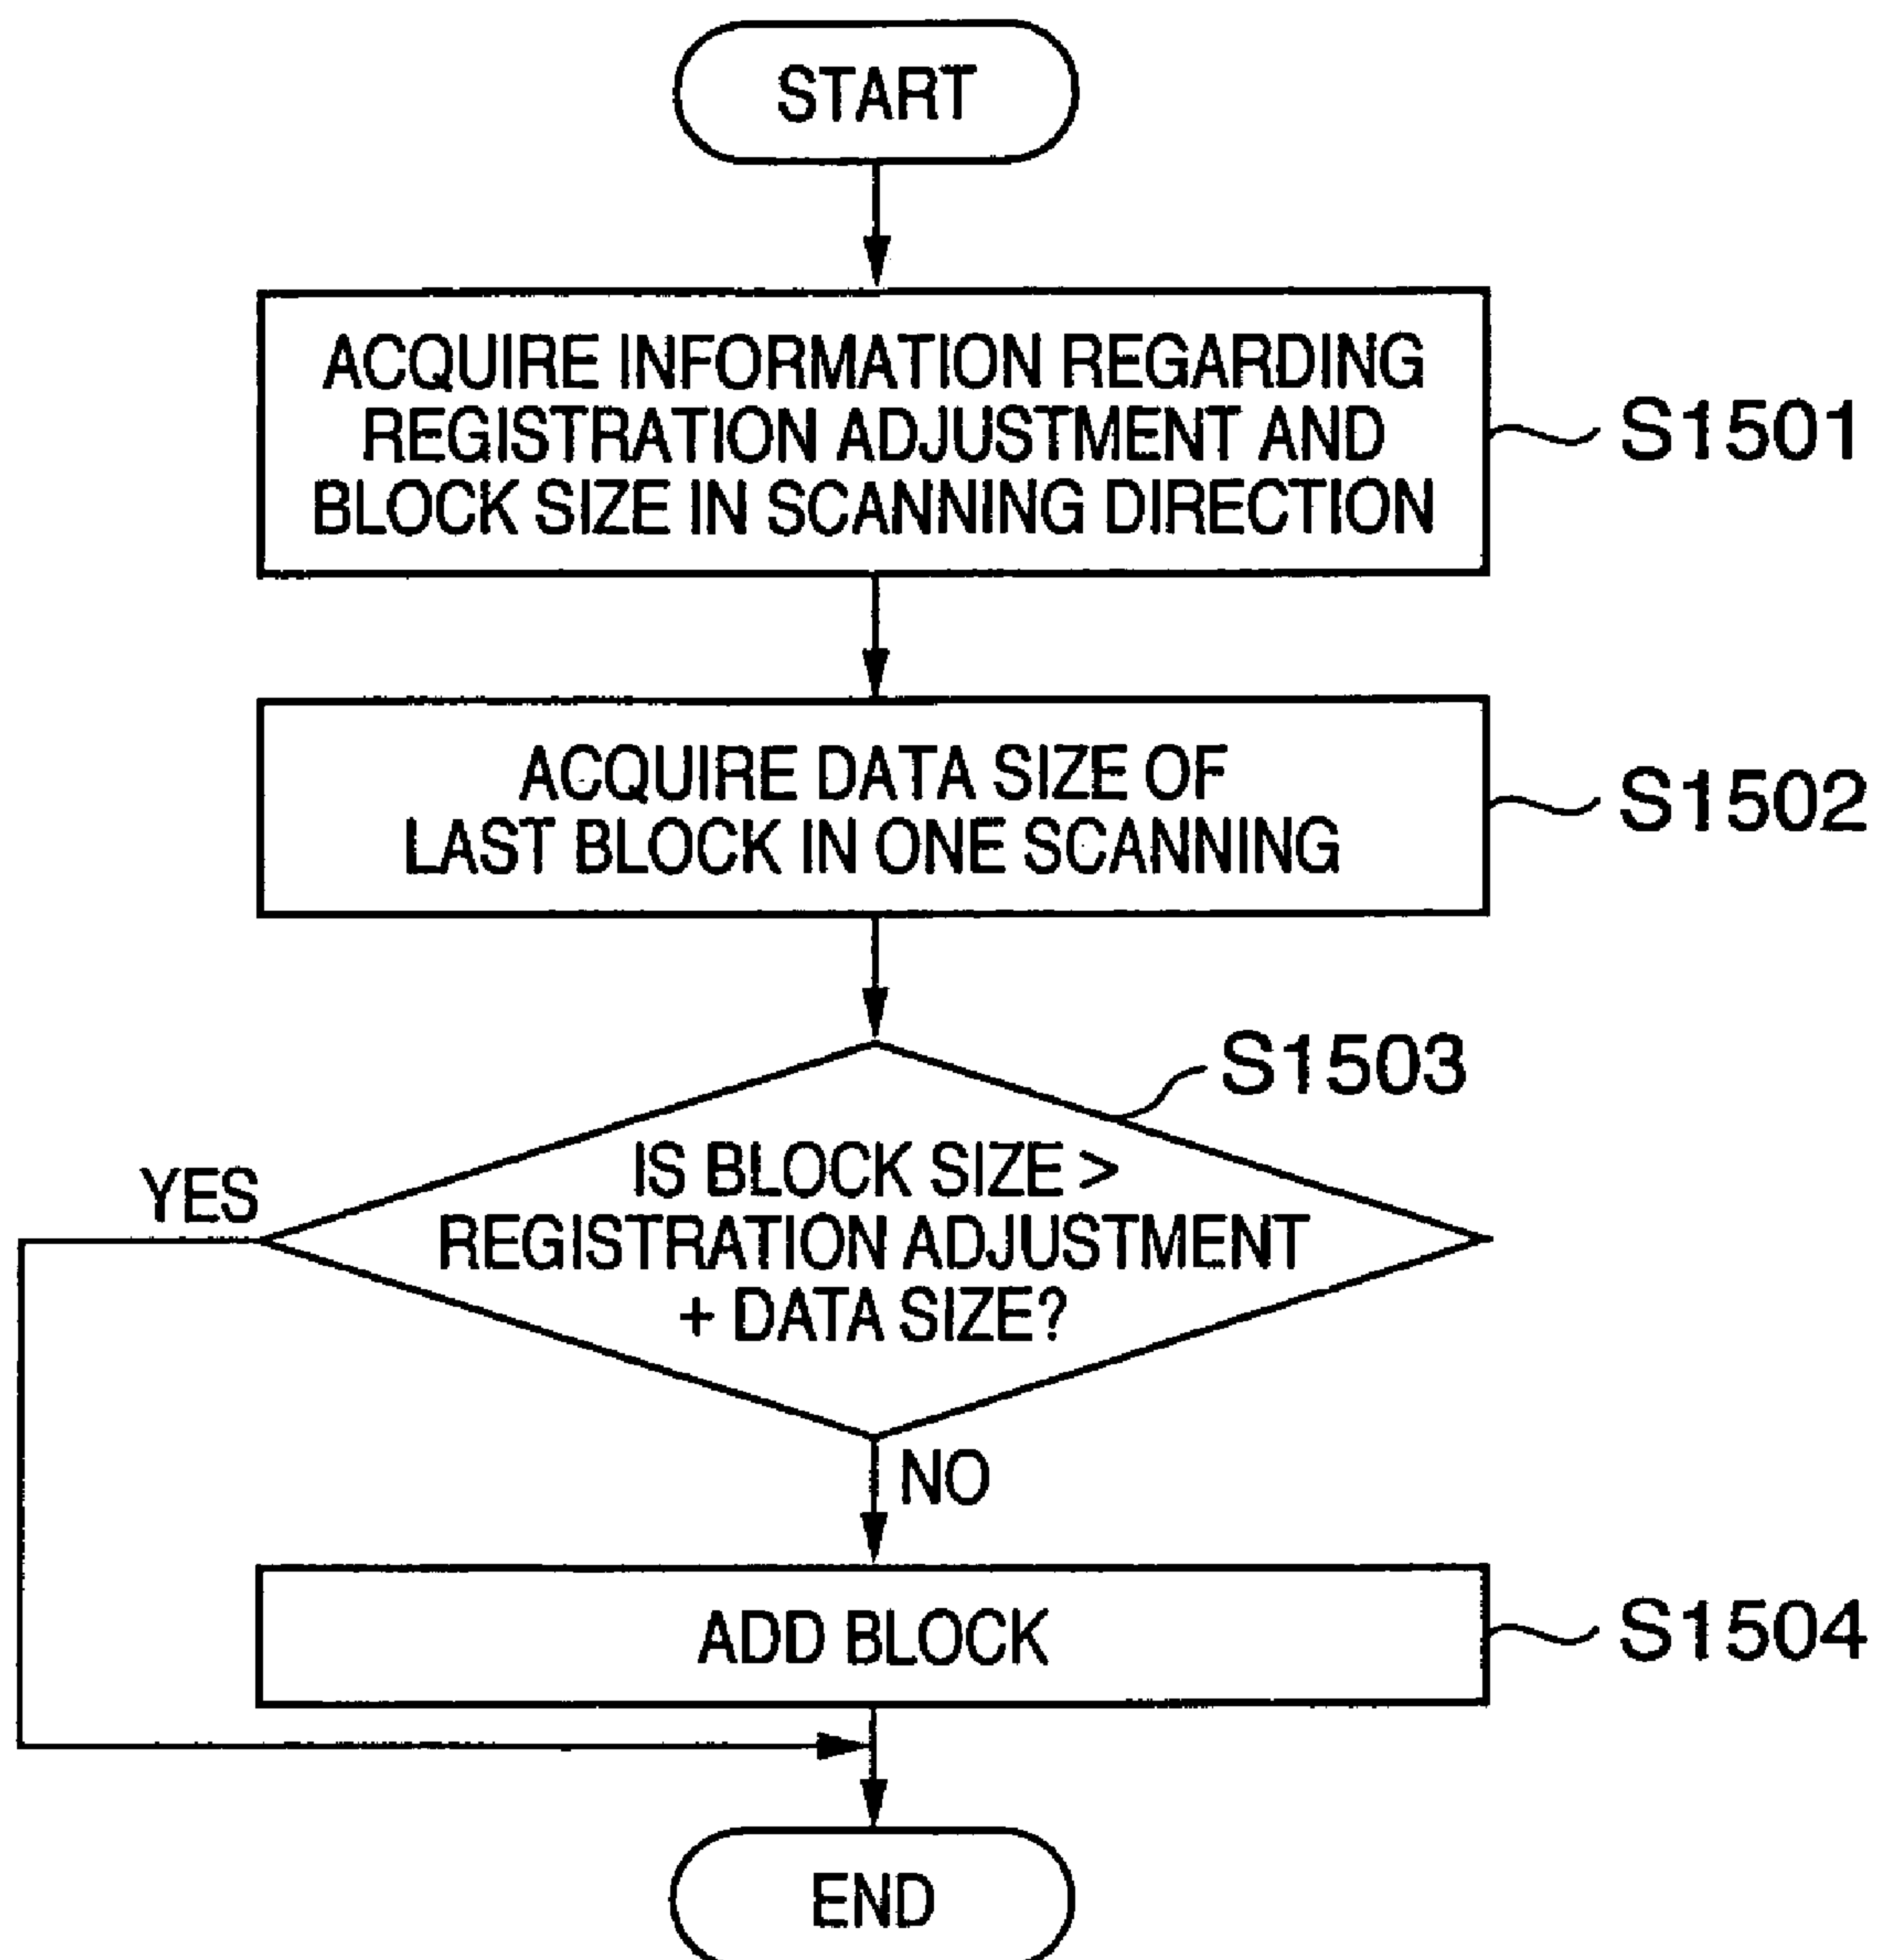 START
ACQUIRE INFORMATION REGARDING
REGISTRATION ADJUSTMENT AND
BLOCK SIZE IN SCANNING DIRECTION
S1501
ACQUIRE DATA SIZE OF
LAST BLOCK IN ONE SCANNING
S1502
S1503
IS BLOCK SIZE >
REGISTRATION ADJUSTMENT
+ DATA SIZE?
YES
NO
ADD BLOCK
S1504
END